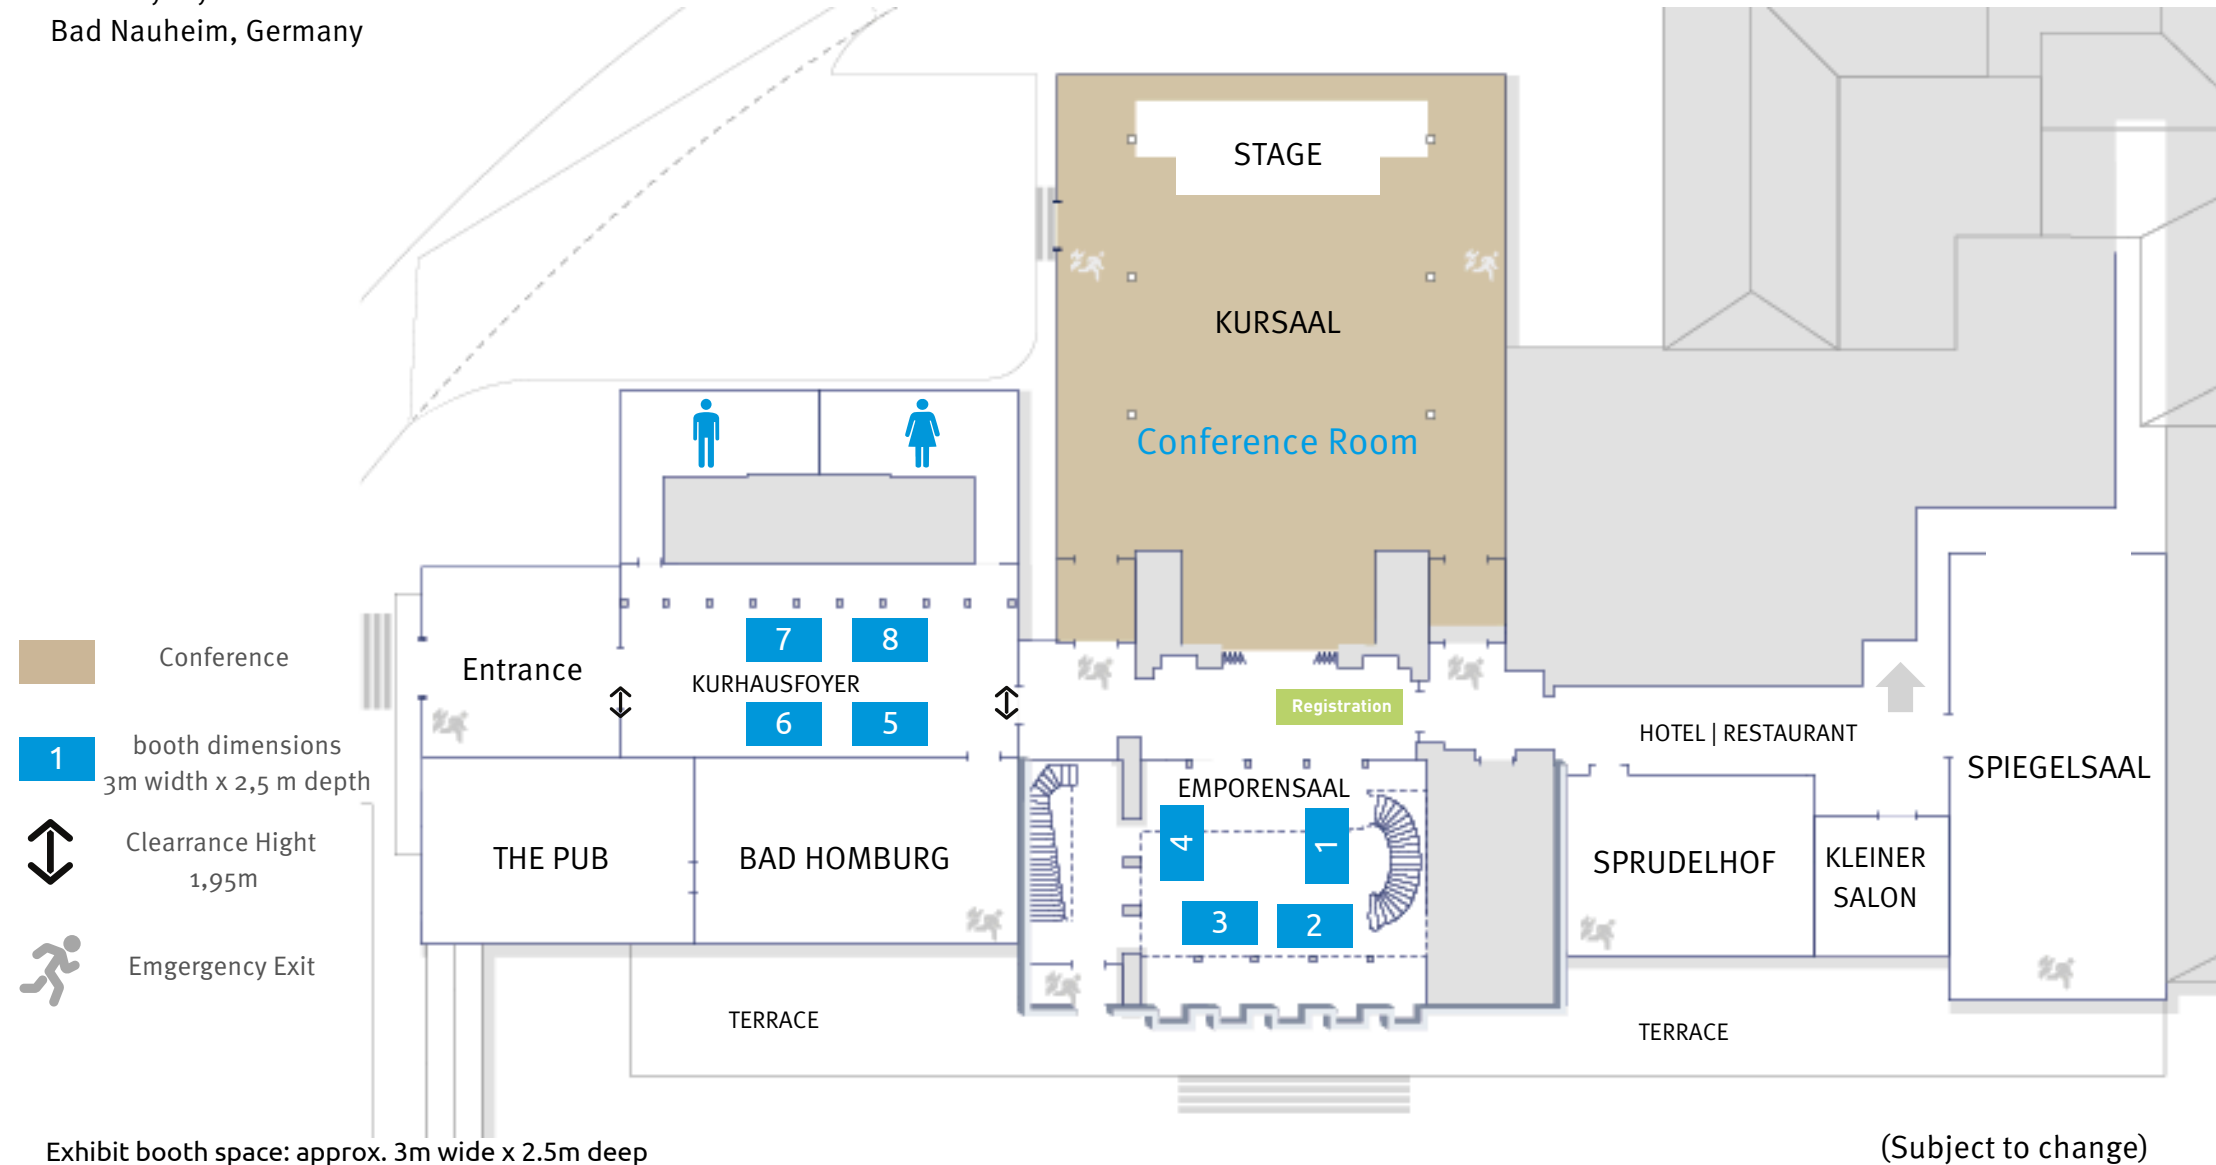 Bad Nauheim, Germany
STAGE
KURSAAL
Conference Room
Conference
1
booth dimensions
3m width x 2,5 m depth
Clearrance Hight
1,95m
Emgergency Exit
Entrance
7
8
KURHAUSFOYER
6
5
Registration
HOTEL | RESTAURANT
SPIEGELSAAL
EMPORENSAAL
4
1
3
2
THE PUB
BAD HOMBURG
SPRUDELHOF
KLEINER
SALON
TERRACE
TERRACE
Exhibit booth space: approx. 3m wide x 2.5m deep
(Subject to change)